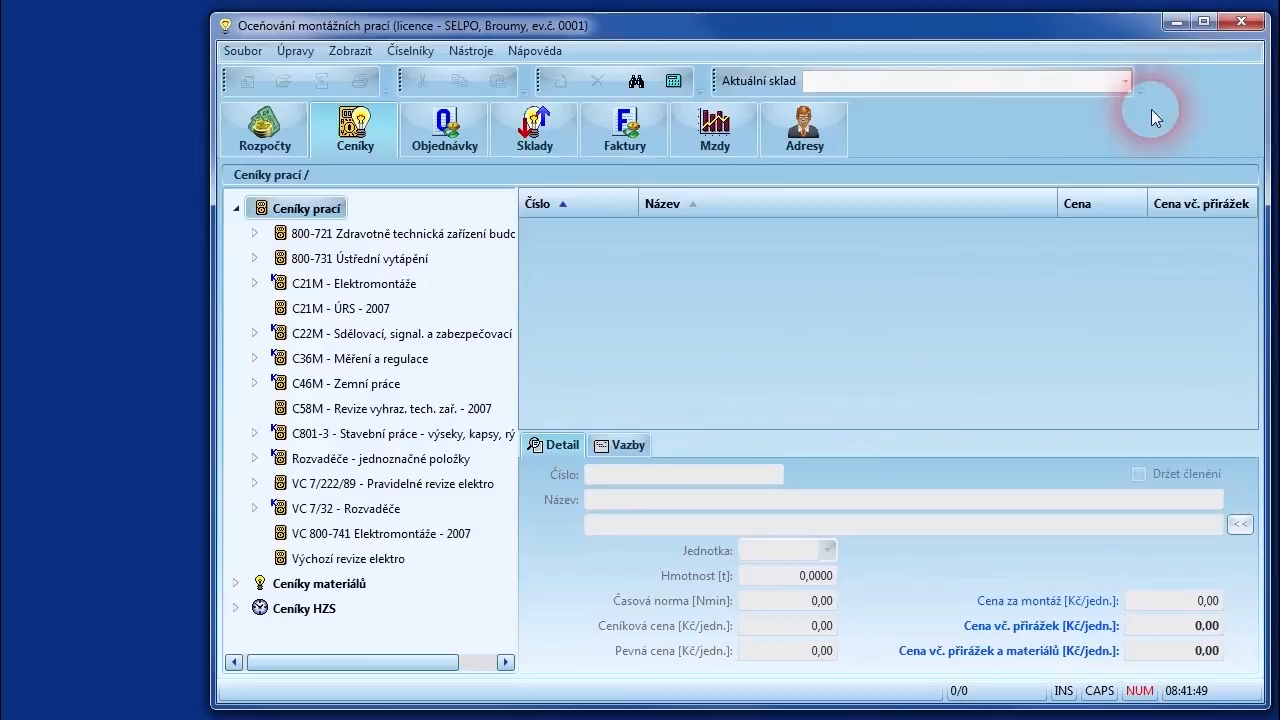 Oceňování montážních prací (licence - SELPO, Broumy, ev.č. 0001)
Soubor Úpravy Zobrazit Číselníky Nástroje Nápověda
Aktuální sklad
Rozpočty Ceníky Objednávky Sklady Faktury Mzdy Adresy
Ceníky prací /
Ceníky prací
800-721 Zdravotně technická zařízení budo
800-731 Ústřední vytápění
C21M - Elektromontáže
C21M - ÚRS - 2007
C22M - Sdělovací, signal. a zabezpečovací
C36M - Měření a regulace
C46M - Zemní práce
C58M - Revize vyhraz. tech. zař. - 2007
C801-3 - Stavební práce - výseky, kapsy, rý
Rozvaděče - jednoznačné položky
VC 7/222/89 - Pravidelné revize elektro
VC 7/32 - Rozvaděče
VC 800-741 Elektromontáže - 2007
Výchozí revize elektro
Ceníky materiálů
Ceníky HZS
Číslo Název Cena Cena vč. přirážek
Detail Vazby
Číslo: Držet členění
Název:
<<
Jednotka:
Hmotnost [t]: 0,0000
Časová norma [Nmin]: 0,00 Cena za montáž [Kč/jedn.]: 0,00
Ceníková cena [Kč/jedn.]: 0,00 Cena vč. přirážek [Kč/jedn.]: 0,00
Pevná cena [Kč/jedn.]: 0,00 Cena vč. přirážek a materiálů [Kč/jedn.]: 0,00
0/0 INS CAPS NUM 08:41:49